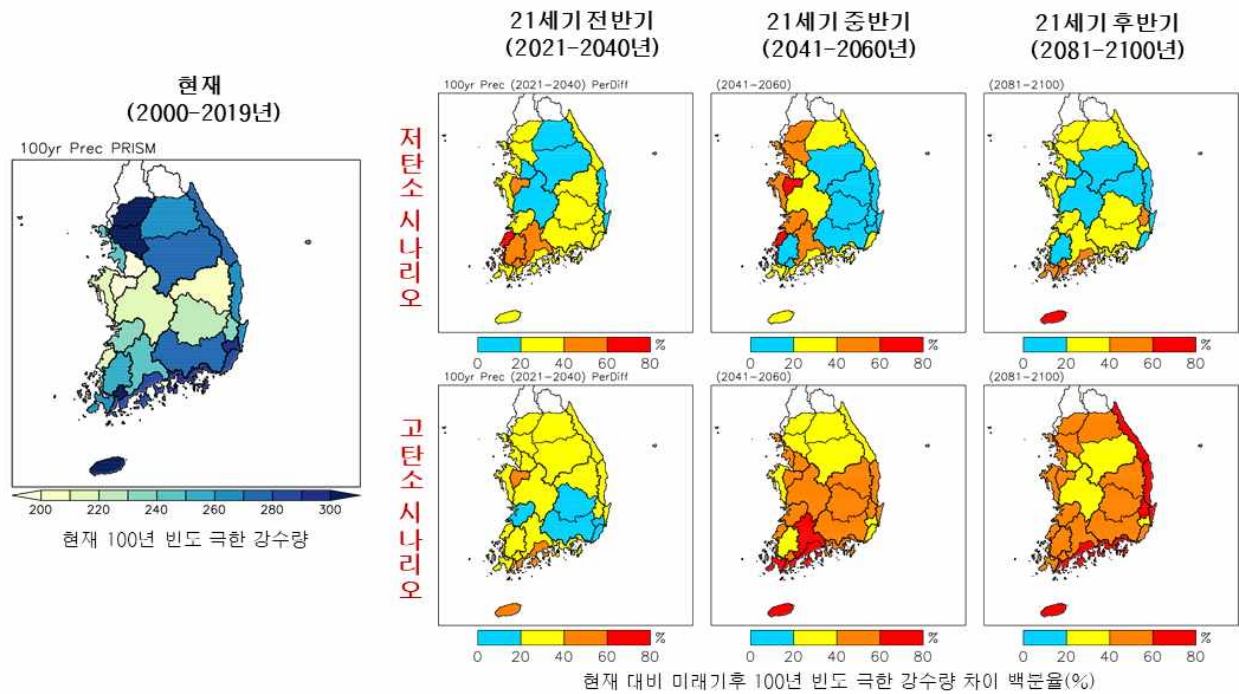 현재
(2000-2019년)
100yr Prec PRISM
200 220 240 260 280 300
현재 100년 빈도 극한 강수량
21세기 전반기
(2021-2040년)
21세기 중반기
(2041-2060년)
21세기 후반기
(2081-2100년)
저탄소 시나리오
100yr Prec (2021-2040) PerDiff
(2041-2060)
(2081-2100)
0 20 40 60 80 %
0 20 40 60 80 %
0 20 40 60 80 %
고탄소 시나리오
100yr Prec (2021-2040) PerDiff
(2041-2060)
(2081-2100)
0 20 40 60 80 %
0 20 40 60 80 %
0 20 40 60 80 %
현재 대비 미래기후 100년 빈도 극한 강수량 차이 백분율(%)